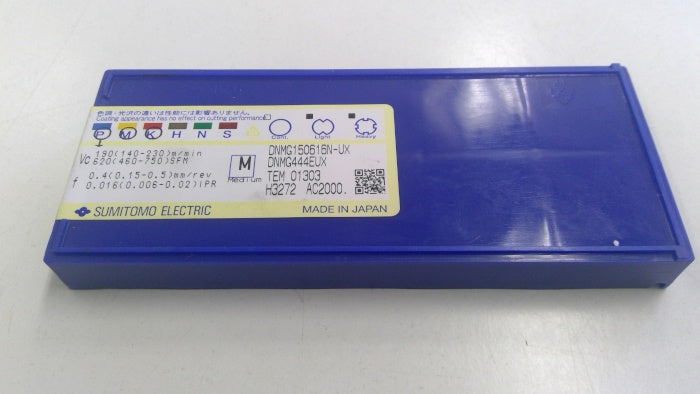 色調・光沢の違いは性能には影響ありません。
Coating appearance has no effect on cutting performance
P M K H N S
Cont. Light Heavy
Vc 190(140-230)m/min
620(460-750)SFM
f 0.4(0.15-0.5)mm/rev
0.016(0.006-0.02)IPR
M
Medium
DNMG150616N-UX
DNMG444EUX
TEM 01303
H3272 AC2000.
SUMITOMO ELECTRIC
MADE IN JAPAN